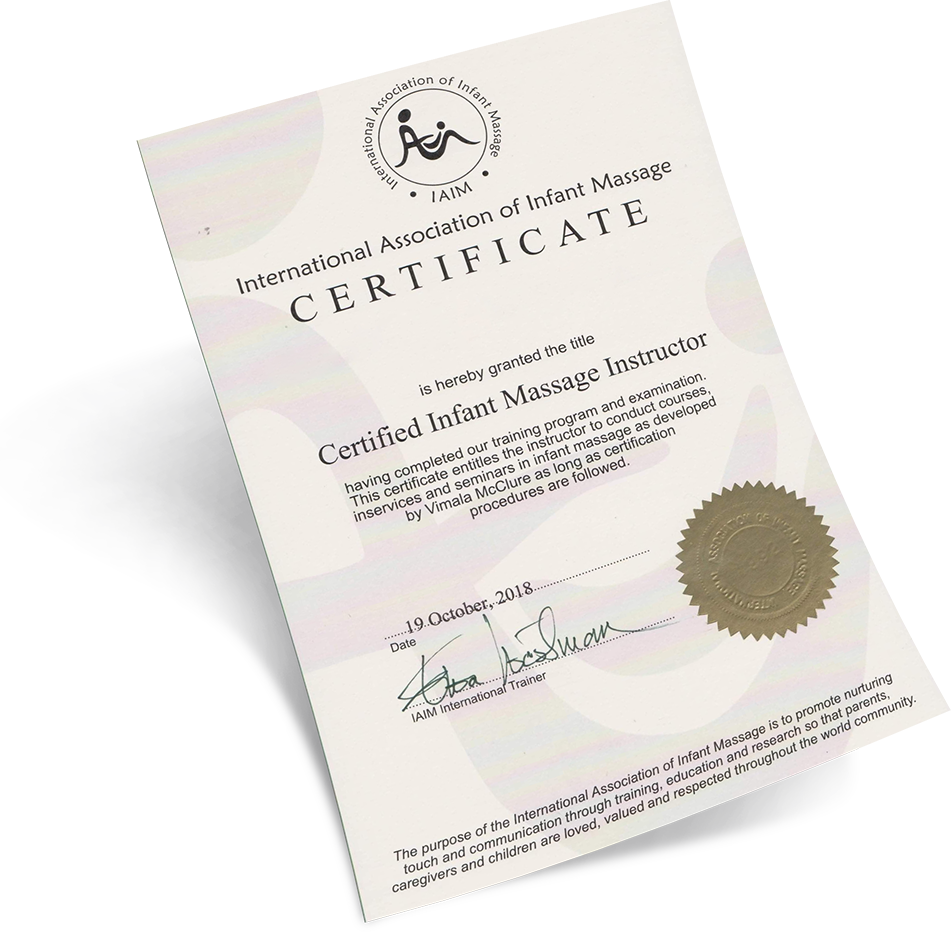 International Association of Infant Massage
• IAIM •
International Association of Infant Massage
CERTIFICATE
is hereby granted the title
Certified Infant Massage Instructor
having completed our training program and examination.
This certificate entitles the instructor to conduct courses,
inservices and seminars in infant massage as developed
by Vimala McClure as long as certification
procedures are followed.
ASSOCIATION OF INFANT MASSAGE
19 October, 2018
Date
IAIM International Trainer
The purpose of the International Association of Infant Massage is to promote nurturing
touch and communication through training, education and research so that parents,
caregivers and children are loved, valued and respected throughout the world community.